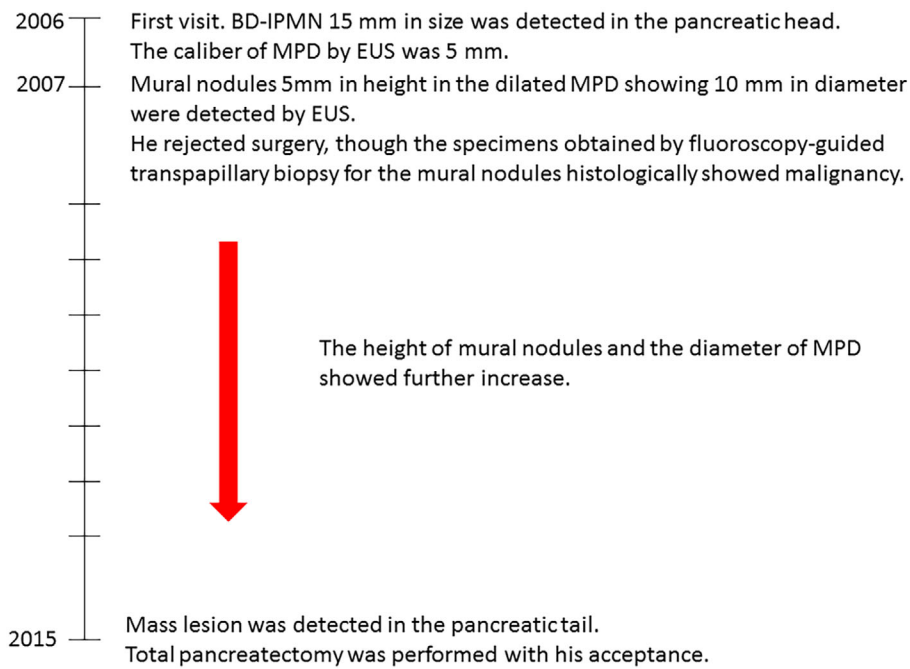 2006 First visit. BD-IPMN 15 mm in size was detected in the pancreatic head.
The caliber of MPD by EUS was 5 mm.
2007 Mural nodules 5mm in height in the dilated MPD showing 10 mm in diameter
were detected by EUS.
He rejected surgery, though the specimens obtained by fluoroscopy-guided
transpapillary biopsy for the mural nodules histologically showed malignancy.
The height of mural nodules and the diameter of MPD
showed further increase.
2015 Mass lesion was detected in the pancreatic tail.
Total pancreatectomy was performed with his acceptance.